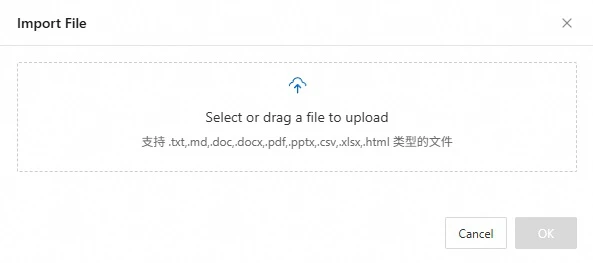 Import File
Select or drag a file to upload
支持 .txt,.md,.doc,.docx,.pdf,.pptx,.csv,.xlsx,.html 类型的文件
Cancel
OK